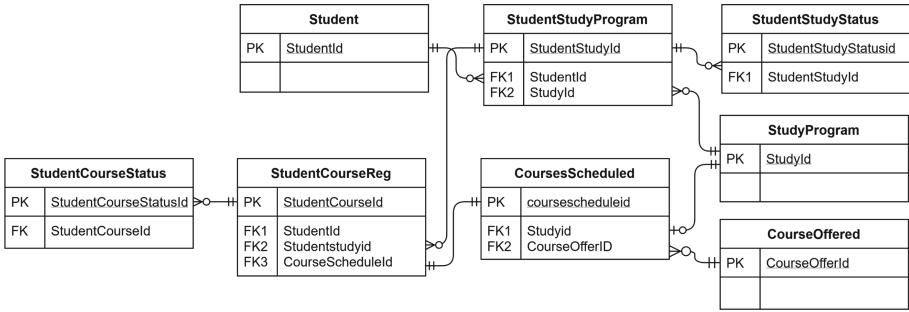 Student
PK StudentId
StudentStudyProgram
PK StudentStudyId
FK1 StudentId
FK2 StudyId
StudentStudyStatus
PK StudentStudyStatusid
FK1 StudentStudyId
StudyProgram
PK StudyId
StudentCourseStatus
PK StudentCourseStatusId
FK StudentCourseId
StudentCourseReg
PK StudentCourseId
FK1 StudentId
FK2 Studentstudyid
FK3 CourseScheduleId
CoursesScheduled
PK coursescheduleid
FK1 Studyid
FK2 CourseOfferID
CourseOffered
PK CourseOfferId